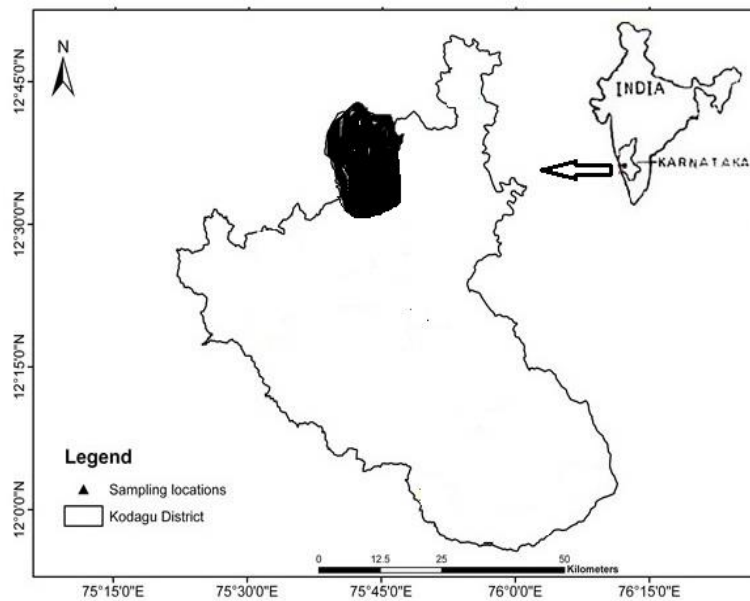 N
INDIA
KARNATAKA
12°45'0"N
12°30'0"N
12°15'0"N
12°0'0"N
Legend
Sampling locations
Kodagu District
0 12.5 25 50
Kilometers
75°15'0"E 75°30'0"E 75°45'0"E 76°0'0"E 76°15'0"E